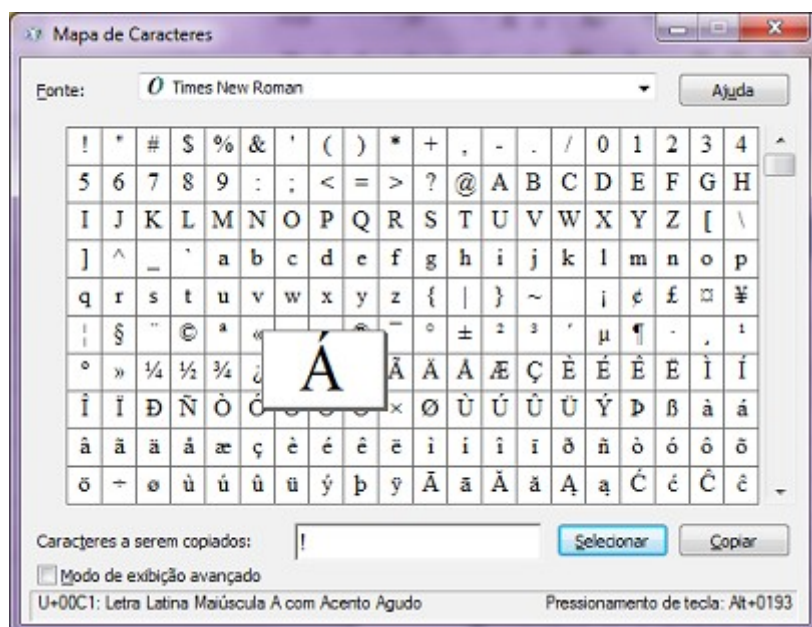 Mapa de Caracteres
Fonte: O Times New Roman Ajuda
! " # $ % & ' ( ) * + , - . / 0 1 2 3 4
5 6 7 8 9 : ; < = > ? @ A B C D E F G H
I J K L M N O P Q R S T U V W X Y Z [ \
] ^ _ ` a b c d e f g h i j k l m n o p
q r s t u v w x y z { | } ~ ¡ ¢ £ ¤ ¥
¦ § ¨ © ª « ® ¯ ° ± ² ³ ´ µ ¶ · ¸ ¹
º » ¼ ½ ¾ ¿ Á Ã Ä Å Æ Ç È É Ê Ë Ì Í
Î Ï Ð Ñ Ò Ó × Ø Ù Ú Û Ü Ý Þ ß à á
â ã ä å æ ç è é ê ë ì í î ï ð ñ ò ó ô õ
ö ÷ ø ù ú û ü ý þ ÿ Ā ā Ă ă Ą ą Ć ć Ĉ ĉ
Caracteres a serem copiados: ! Selecionar Copiar
Modo de exibição avançado
U+00C1: Letra Latina Maiúscula A com Acento Agudo Pressionamento de tecla: Alt+0193